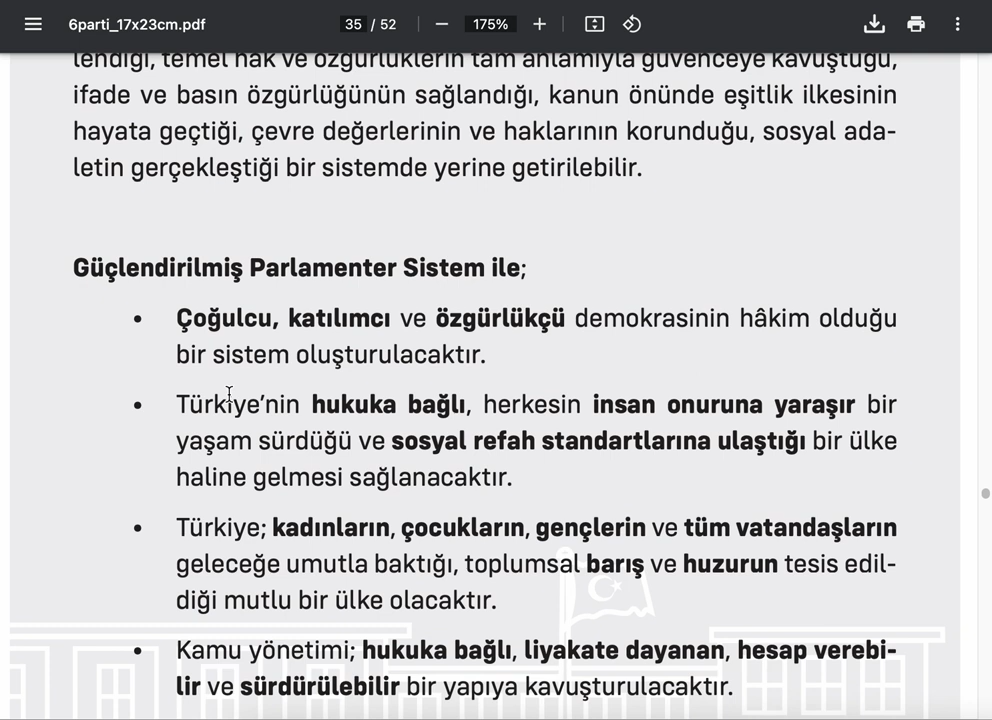 6parti_17x23cm.pdf 35 / 52 175%
lendiği, temel hak ve özgürlüklerin tam anlamıyla güvenceye kavuştuğu,
ifade ve basın özgürlüğünün sağlandığı, kanun önünde eşitlik ilkesinin
hayata geçtiği, çevre değerlerinin ve haklarının korunduğu, sosyal ada-
letin gerçekleştiği bir sistemde yerine getirilebilir.
Güçlendirilmiş Parlamenter Sistem ile;
• Çoğulcu, katılımcı ve özgürlükçü demokrasinin hâkim olduğu
bir sistem oluşturulacaktır.
• Türkiye’nin hukuka bağlı, herkesin insan onuruna yaraşır bir
yaşam sürdüğü ve sosyal refah standartlarına ulaştığı bir ülke
haline gelmesi sağlanacaktır.
• Türkiye; kadınların, çocukların, gençlerin ve tüm vatandaşların
geleceğe umutla baktığı, toplumsal barış ve huzurun tesis edil-
diği mutlu bir ülke olacaktır.
• Kamu yönetimi; hukuka bağlı, liyakate dayanan, hesap verebi-
lir ve sürdürülebilir bir yapıya kavuşturulacaktır.